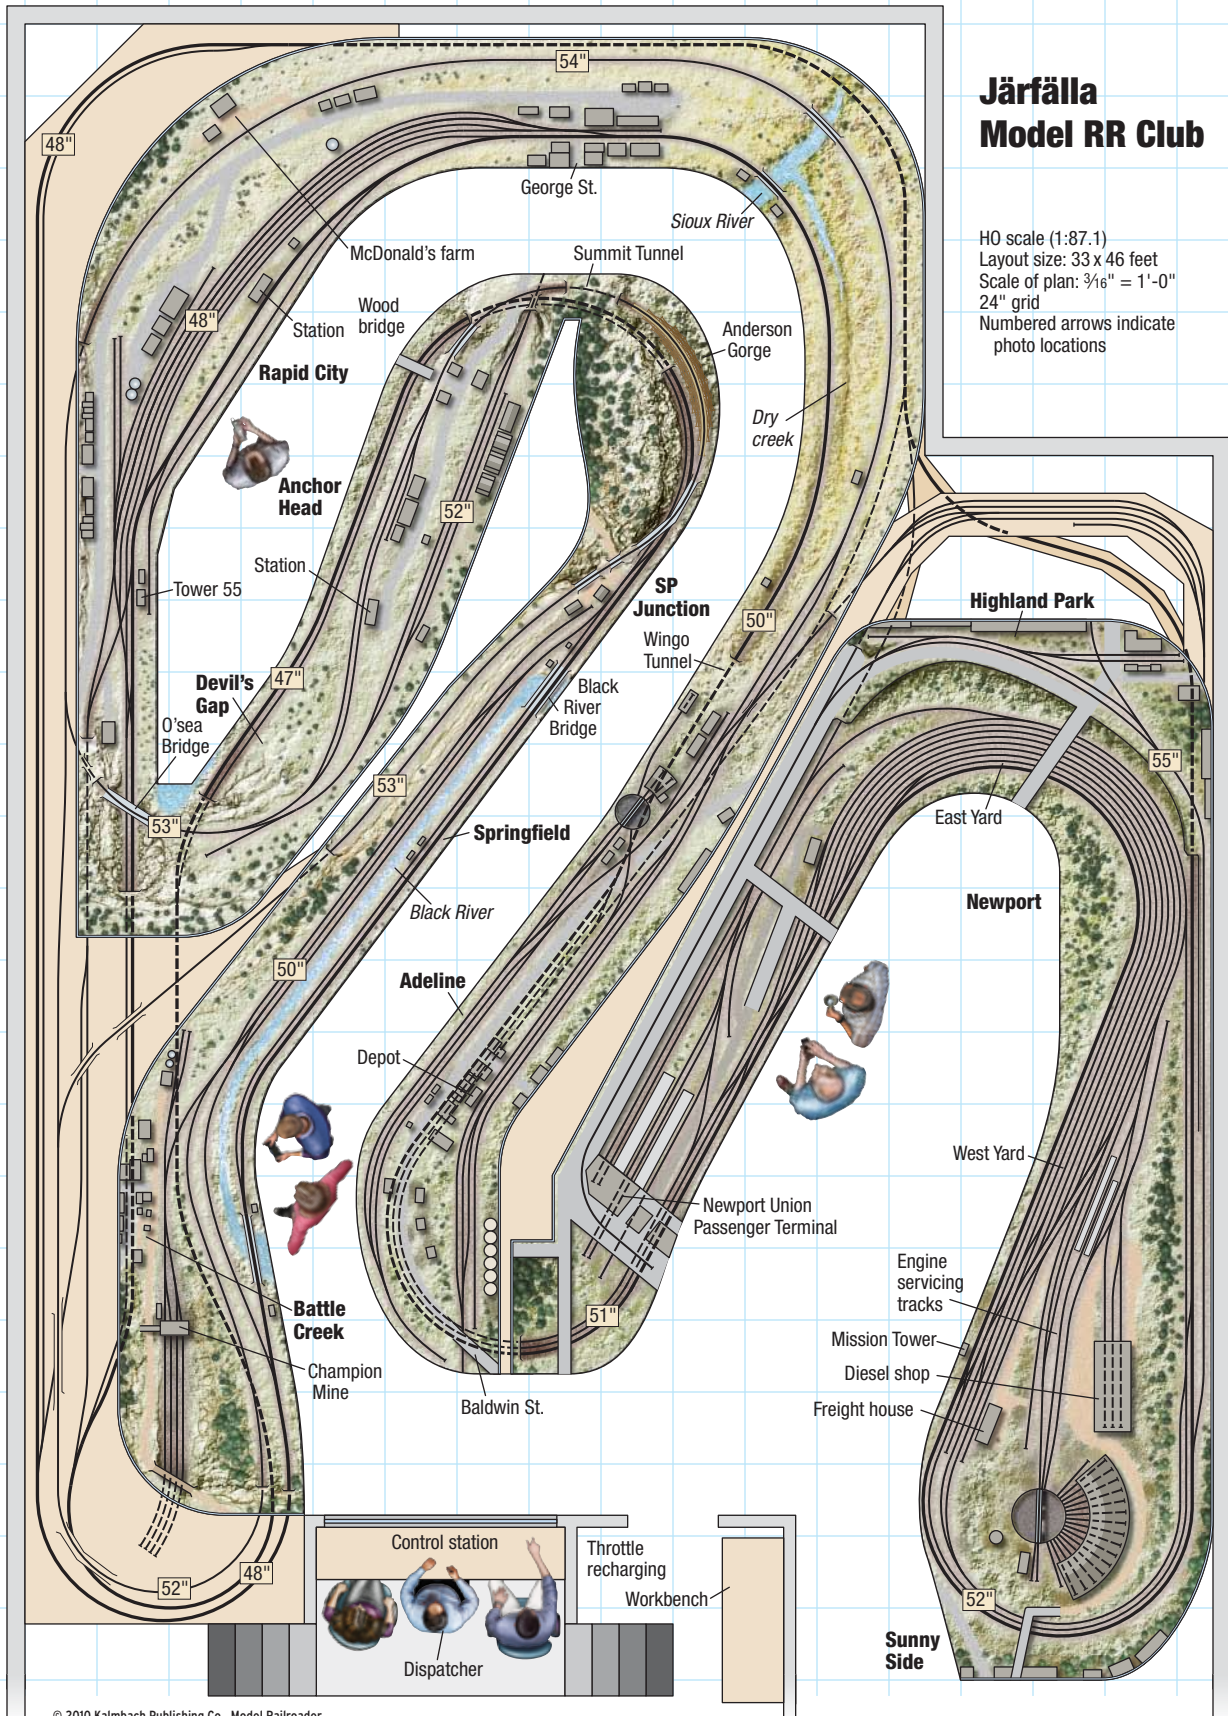 Järfälla
Model RR Club
HO scale (1:87.1)
Layout size: 33 x 46 feet
Scale of plan: 3⁄16" = 1'-0"
24" grid
Numbered arrows indicate
photo locations
54"
48"
George St.
Sioux River
McDonald's farm
Summit Tunnel
Wood
bridge
48"
Station
Anderson
Gorge
Rapid City
Dry
creek
Anchor
Head
52"
Station
Tower 55
SP
Junction
Highland Park
50"
Wingo
Tunnel
47"
Devil's
Gap
Black
River
Bridge
O'sea
Bridge
55"
53"
53"
East Yard
Springfield
Newport
Black River
50"
Adeline
Depot
West Yard
Newport Union
Passenger Terminal
Engine
servicing
tracks
Battle
Creek
51"
Mission Tower
Champion
Mine
Diesel shop
Baldwin St.
Freight house
Control station
Throttle
recharging
52"
48"
Workbench
52"
Sunny
Side
Dispatcher
© 2010 Kalmbach Publishing Co., Model Railroader